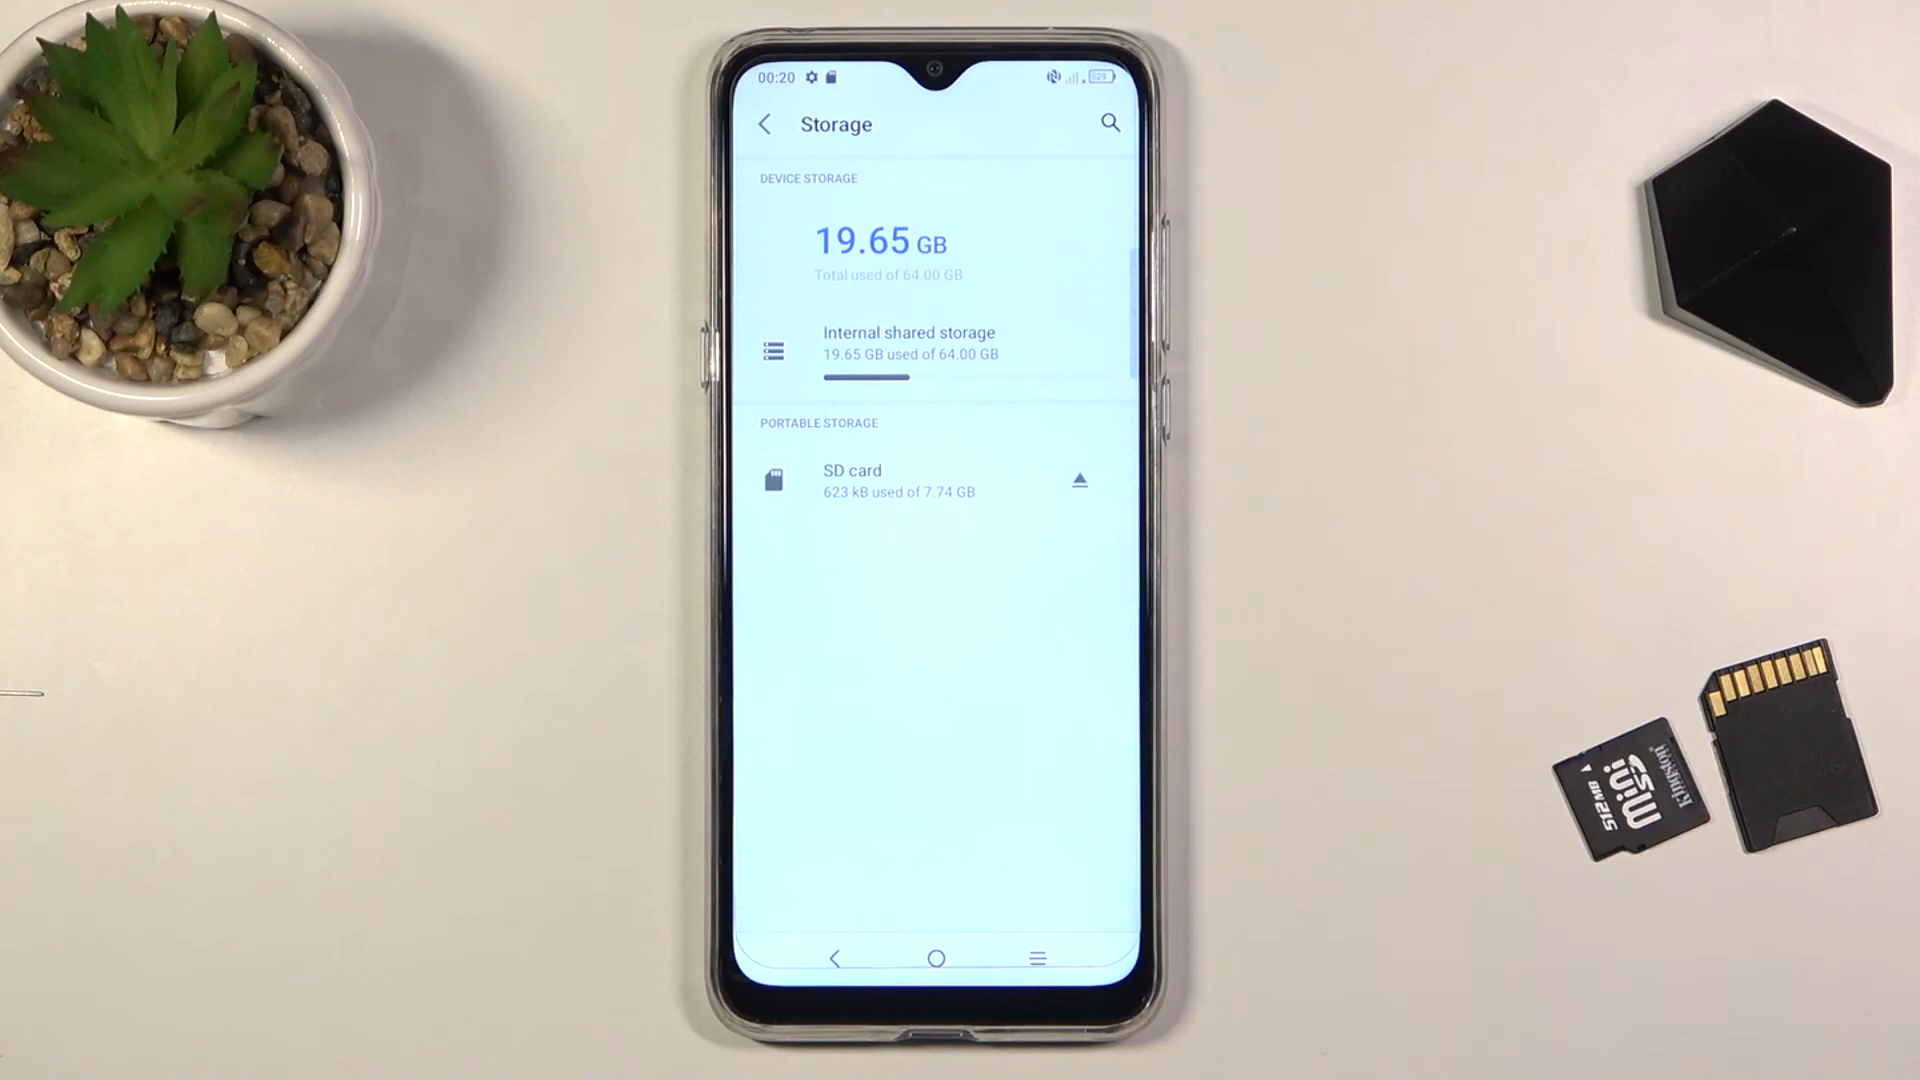 00:20
829
Storage
DEVICE STORAGE
19.65 GB
Total used of 64.00 GB
Internal shared storage
19.65 GB used of 64.00 GB
PORTABLE STORAGE
SD card
623 kB used of 7.74 GB
Kingston
miniSD
512MB